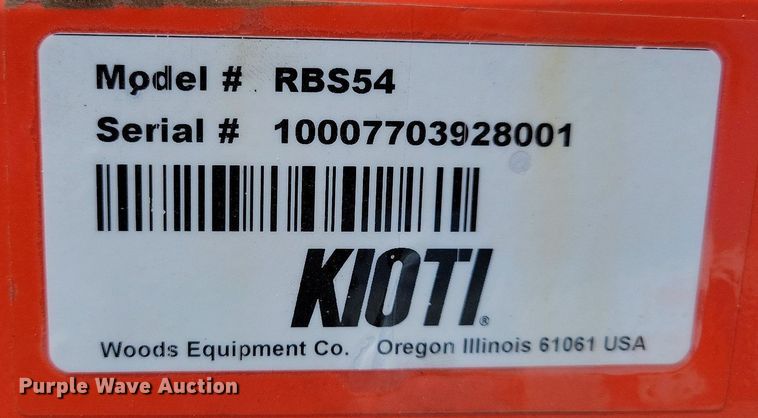 Model # RBS54
Serial # 10007703928001
KIOTI®
Woods Equipment Co. Oregon Illinois 61061 USA
Purple Wave Auction